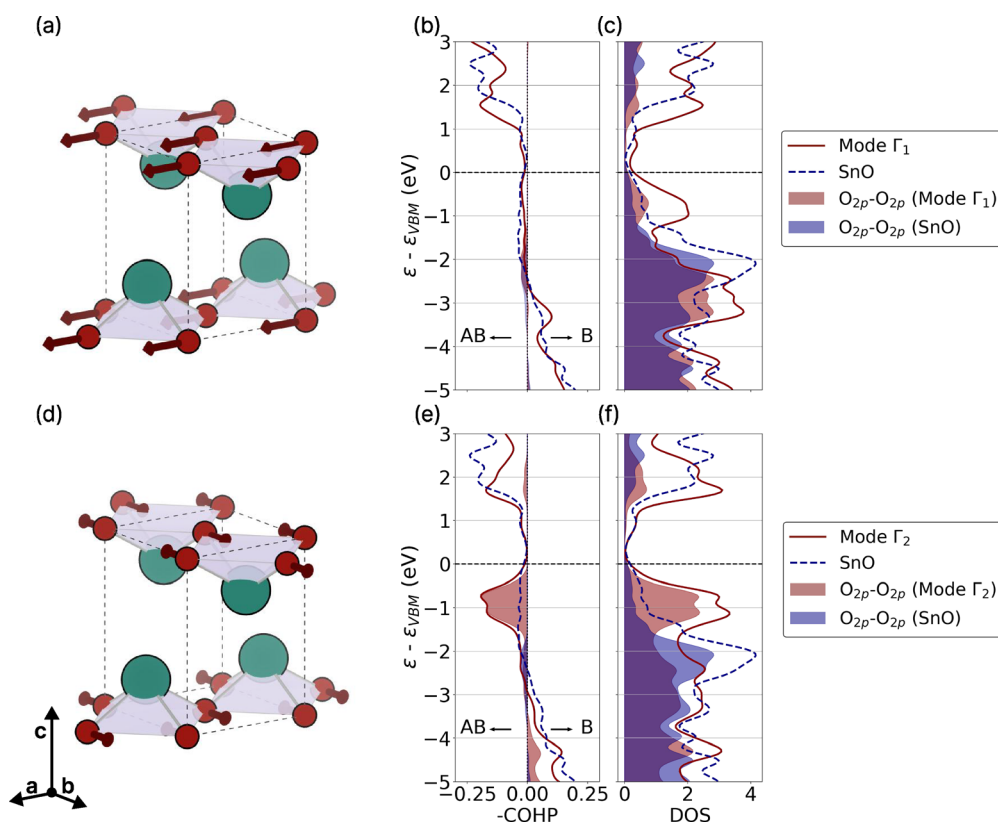 (a)
(b)
(c)
3
2
1
0
−1
−2
−3
−4
−5
ε - ε_VBM (eV)
AB
B
Mode Γ₁
SnO
O₂ₚ-O₂ₚ (Mode Γ₁)
O₂ₚ-O₂ₚ (SnO)
(d)
(e)
(f)
3
2
1
0
−1
−2
−3
−4
−5
ε - ε_VBM (eV)
AB
B
−0.25
0.00
0.25
-COHP
0
2
4
DOS
Mode Γ₂
SnO
O₂ₚ-O₂ₚ (Mode Γ₂)
O₂ₚ-O₂ₚ (SnO)
c
a
b